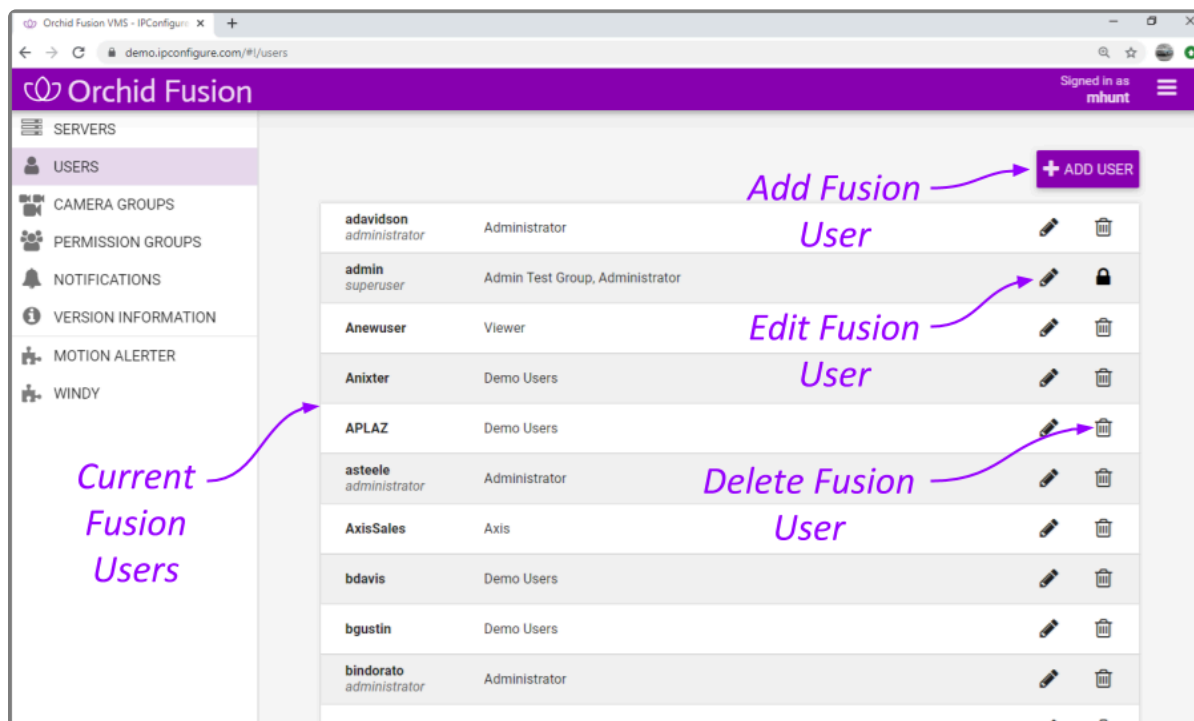 Orchid Fusion VMS - IPConfigure
demo.ipconfigure.com/#!/users
Orchid Fusion
Signed in as
mhunt
SERVERS
USERS
CAMERA GROUPS
PERMISSION GROUPS
NOTIFICATIONS
VERSION INFORMATION
MOTION ALERTER
WINDY
ADD USER
Add Fusion
User
adavidson
administrator
Administrator
admin
superuser
Admin Test Group, Administrator
Edit Fusion
User
Anewuser
Viewer
Anixter
Demo Users
APLAZ
Demo Users
Current
Fusion
Users
Delete Fusion
User
asteele
administrator
Administrator
AxisSales
Axis
bdavis
Demo Users
bgustin
Demo Users
bindorato
administrator
Administrator